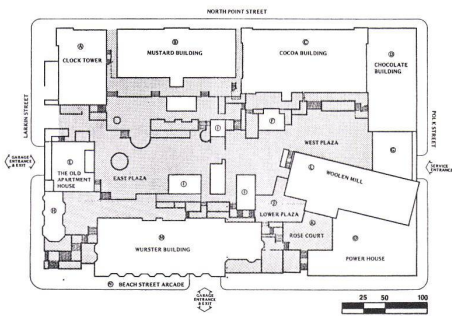 NORTH POINT STREET
A
CLOCK TOWER
B
MUSTARD BUILDING
C
COCOA BUILDING
D
CHOCOLATE
BUILDING
LARKIN STREET
POLK STREET
F
I
G
WEST PLAZA
GARAGE
ENTRANCE
& EXIT
SERVICE
ENTRANCE
E
THE OLD
APARTMENT
HOUSE
EAST PLAZA
L
WOOLEN MILL
I
I
H
J
LOWER PLAZA
K
ROSE COURT
M
WURSTER BUILDING
O
POWER HOUSE
N BEACH STREET ARCADE
GARAGE
ENTRANCE
& EXIT
25 50 100